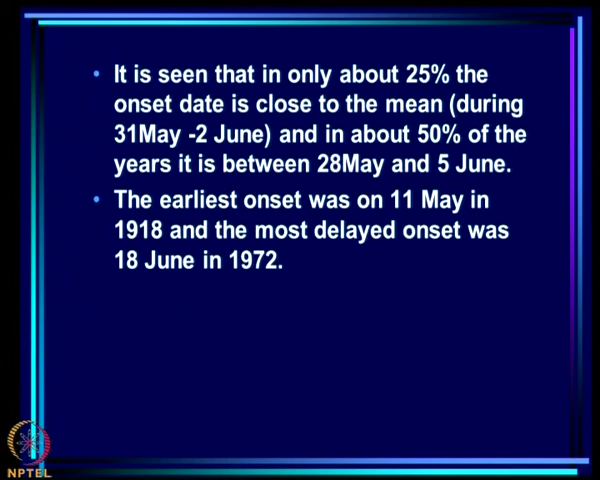 • It is seen that in only about 25% the
onset date is close to the mean (during
31May -2 June) and in about 50% of the
years it is between 28May and 5 June.
• The earliest onset was on 11 May in
1918 and the most delayed onset was
18 June in 1972.
NPTEL